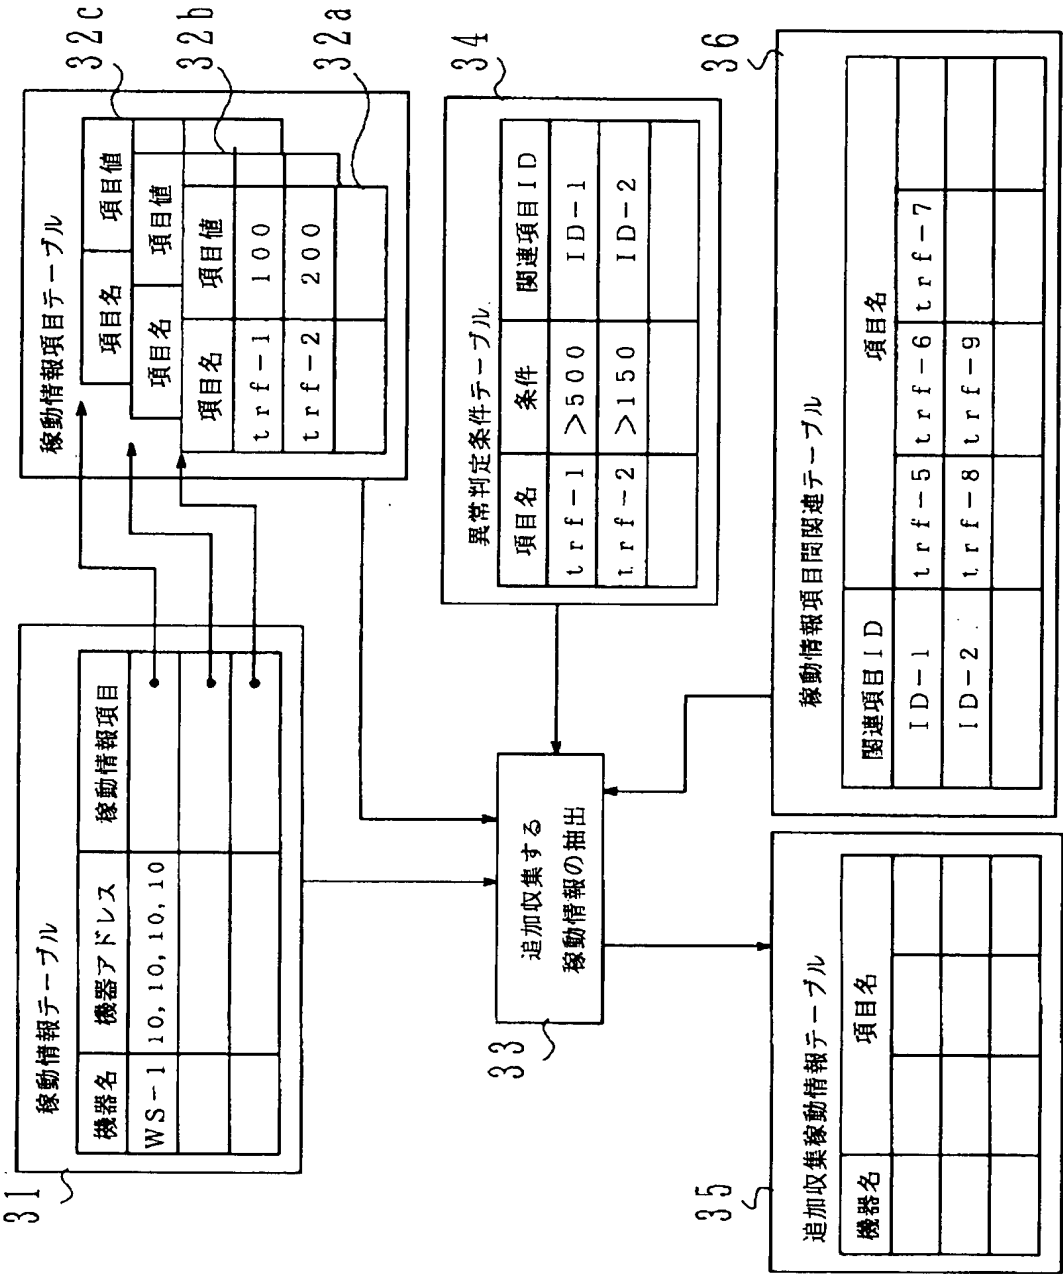 31
稼動情報テーブル
機器名 機器アドレス 稼動情報項目
WS-1 10,10,10,10
稼動情報項目テーブル
項目名 項目値
項目名 項目値
項目名 項目値
trf-1 100
trf-2 200
32c
32b
32a
33
追加収集する
稼動情報の抽出
異常判定条件テーブル
項目名 条件 関連項目ID
trf-1 >500 ID-1
trf-2 >150 ID-2
34
35
追加収集稼動情報テーブル
機器名 項目名
稼動情報項目間関連テーブル
関連項目ID 項目名
ID-1 trf-5 trf-6 trf-7
ID-2 trf-8 trf-9
36